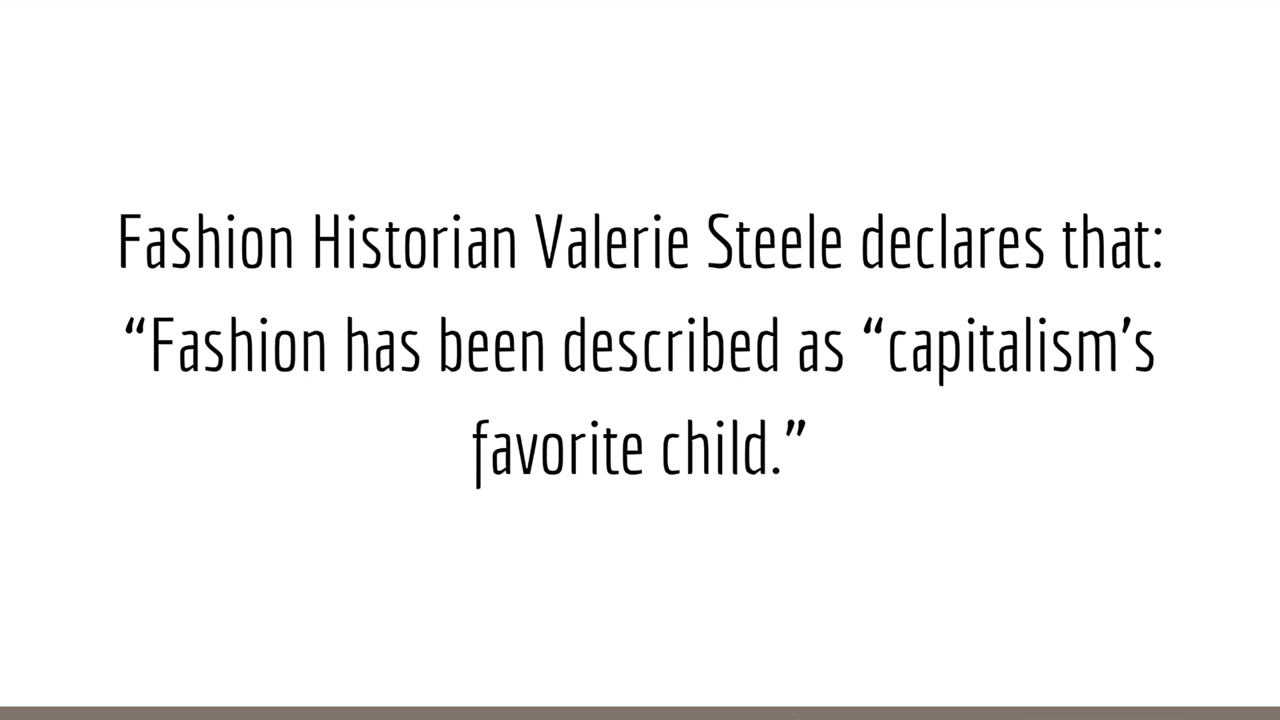 Fashion Historian Valerie Steele declares that:
“Fashion has been described as “capitalism’s
favorite child.”